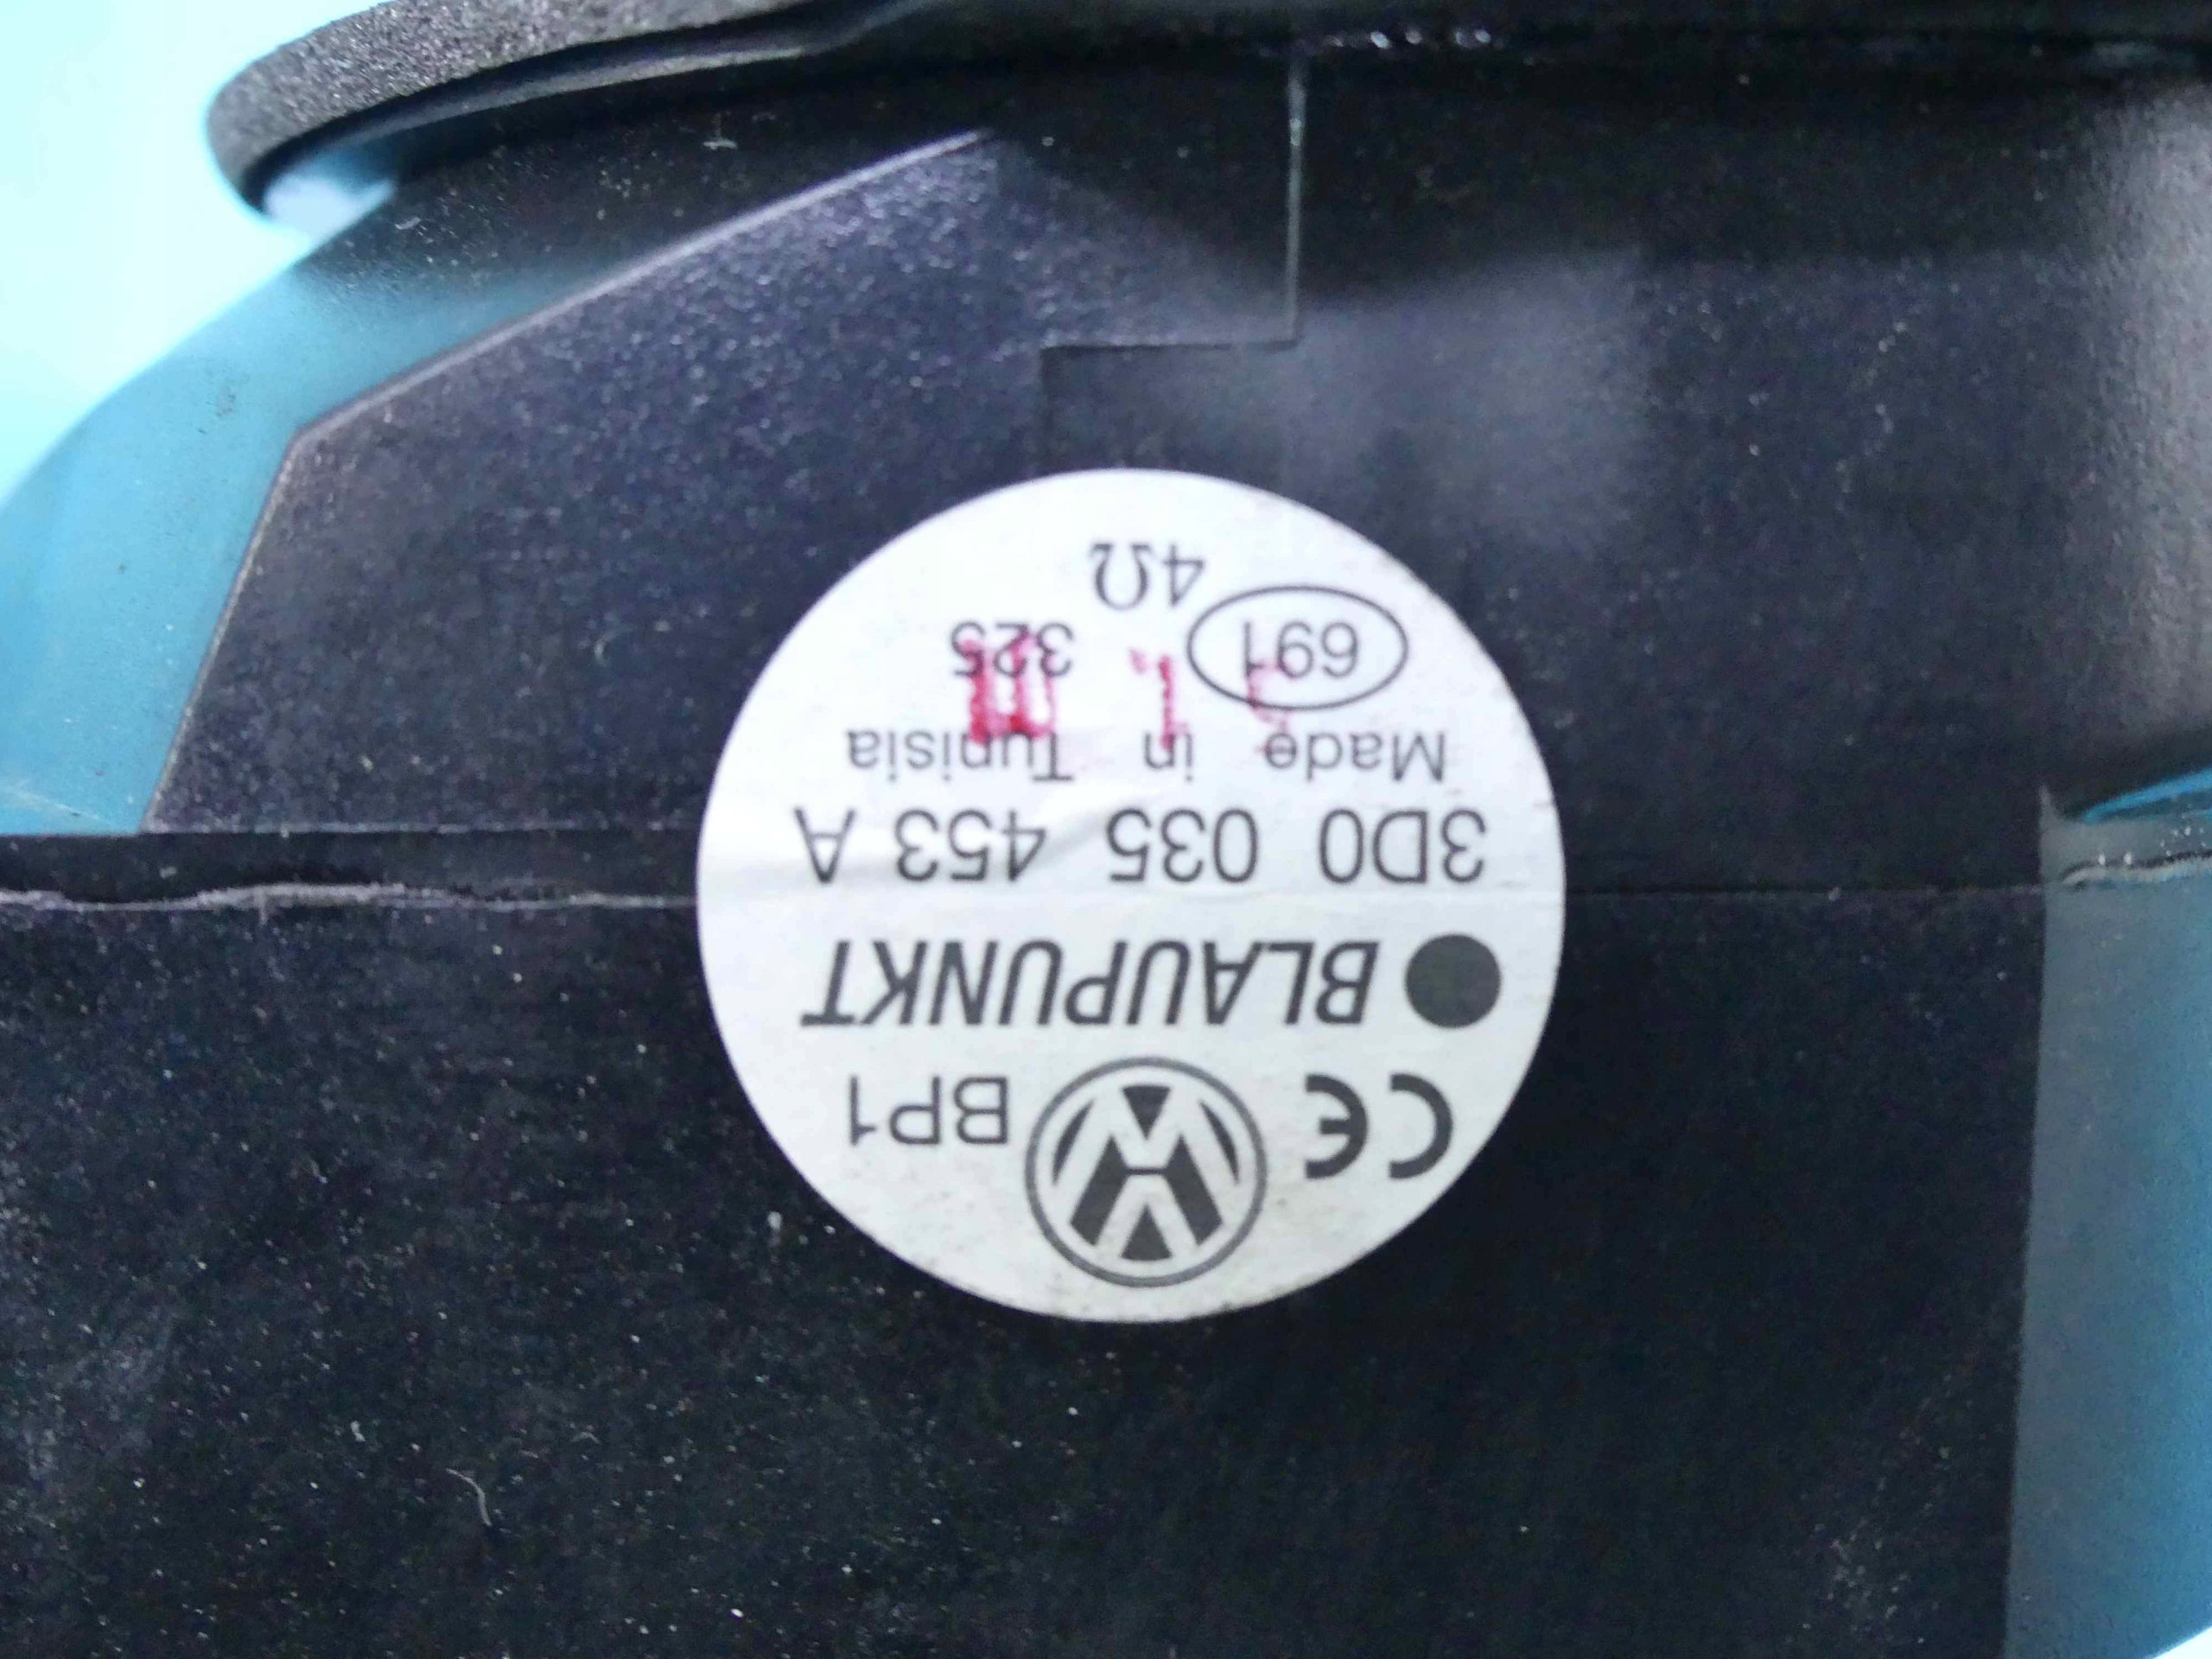 CE BP1
BLAUPUNKT
3D0 035 453 A
Made in Tunisia
691 325
4Ω